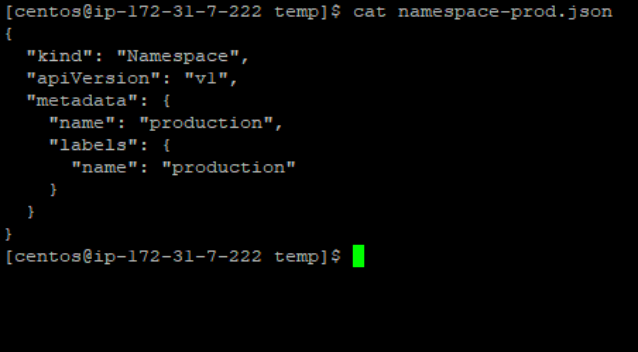 [centos@ip-172-31-7-222 temp]$ cat namespace-prod.json
{
  "kind": "Namespace",
  "apiVersion": "v1",
  "metadata": {
    "name": "production",
    "labels": {
      "name": "production"
    }
  }
}
[centos@ip-172-31-7-222 temp]$